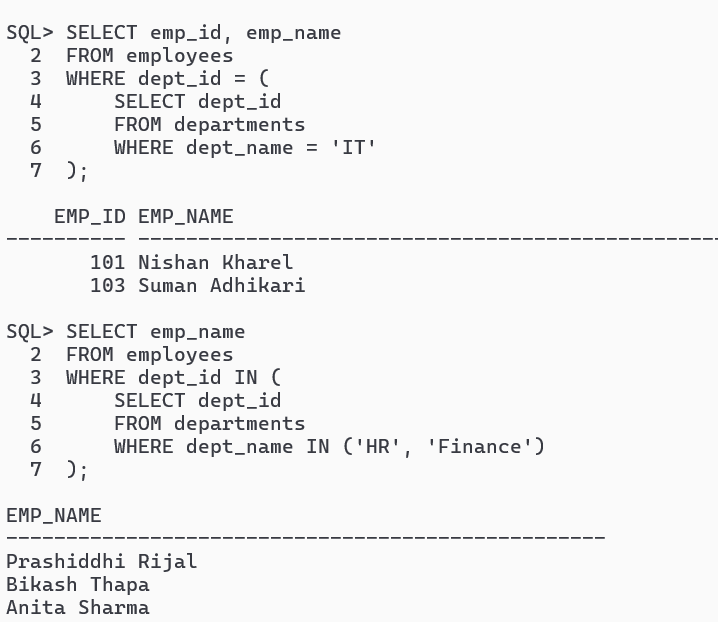 SQL> SELECT emp_id, emp_name
  2  FROM employees
  3  WHERE dept_id = (
  4      SELECT dept_id
  5      FROM departments
  6      WHERE dept_name = 'IT'
  7  );

    EMP_ID EMP_NAME
---------- --------------------------------------------------
       101 Nishan Kharel
       103 Suman Adhikari

SQL> SELECT emp_name
  2  FROM employees
  3  WHERE dept_id IN (
  4      SELECT dept_id
  5      FROM departments
  6      WHERE dept_name IN ('HR', 'Finance')
  7  );

EMP_NAME
--------------------------------------------------
Prashiddhi Rijal
Bikash Thapa
Anita Sharma